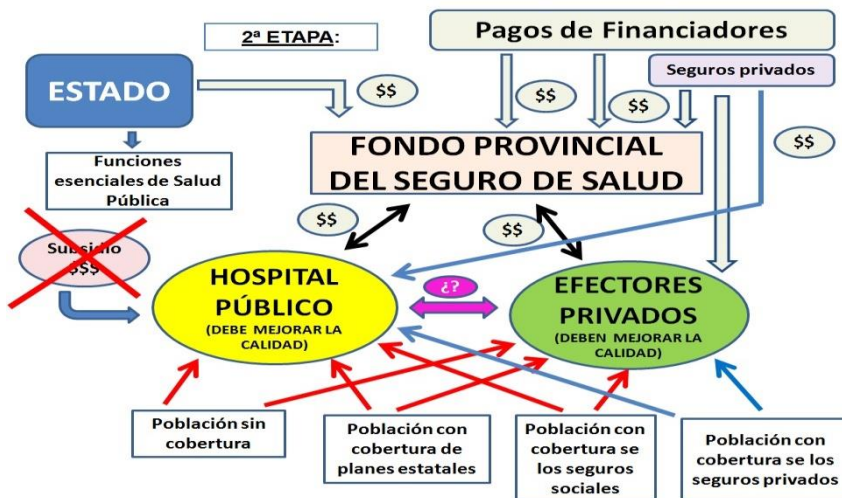 2ª ETAPA:
Pagos de Financiadores
Seguros privados
ESTADO
$$
$$
$$
$$
FONDO PROVINCIAL
DEL SEGURO DE SALUD
Funciones
esenciales de Salud
Pública
$$
$$
Subsidio
$$$
HOSPITAL
PÚBLICO
(DEBE MEJORAR LA
CALIDAD)
¿?
EFECTORES
PRIVADOS
(DEBEN MEJORAR LA
CALIDAD)
Población sin
cobertura
Población con
cobertura de
planes estatales
Población con
cobertura se
los seguros
sociales
Población con
cobertura se los
seguros privados